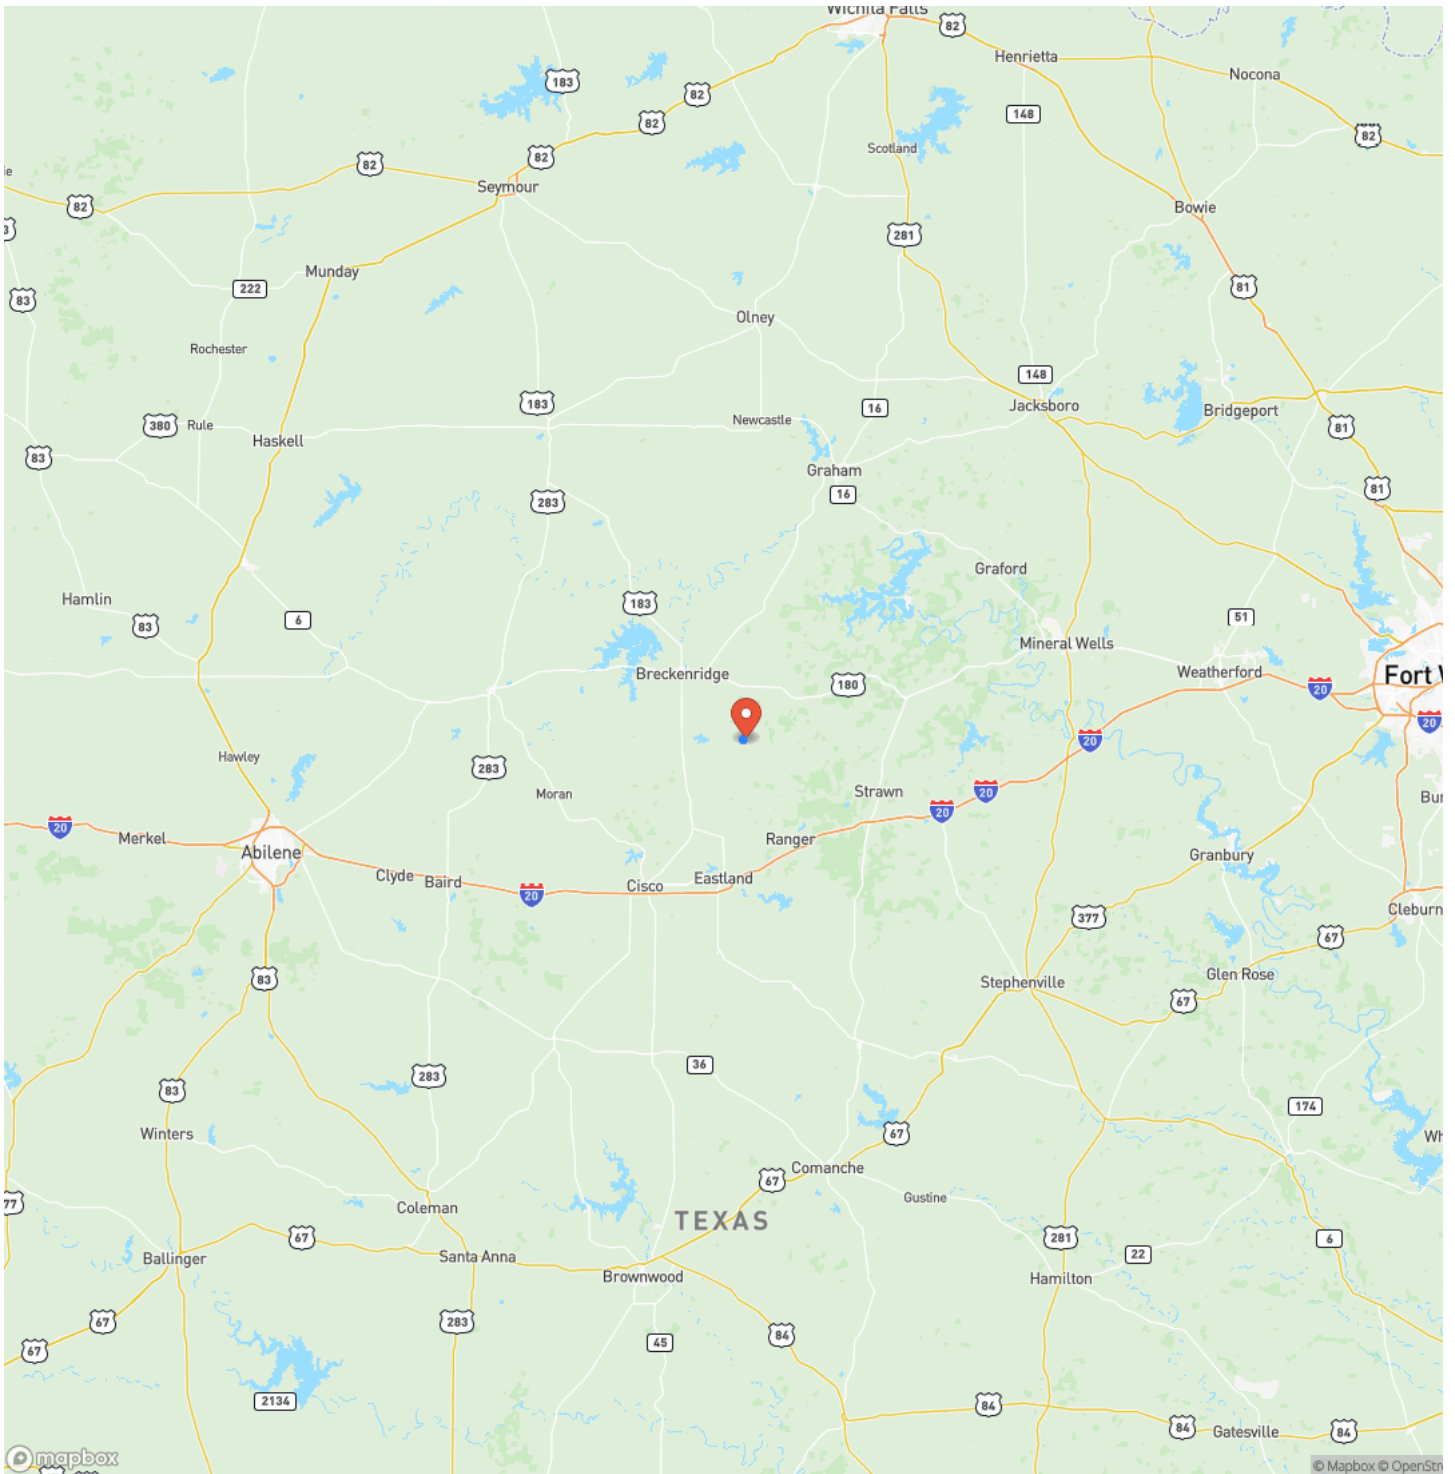 Wichita Falls
82
Henrietta
Nocona
183
82
148
82
82
Scotland
82
82
Seymour
82
Bowie
281
Munday
222
81
83
Olney
Rochester
148
183
16
Jacksboro
Bridgeport
380
Rule
Newcastle
81
Haskell
83
Graham
81
16
283
Graford
Hamlin
183
6
83
51
Mineral Wells
Breckenridge
Weatherford
180
Fort W
20
20
20
Hawley
283
Strawn
20
Moran
20
Bu
20
Merkel
Ranger
Abilene
Granbury
Clyde
Baird
Cisco
Eastland
20
377
Cleburn
67
83
Stephenville
Glen Rose
67
36
283
83
174
Winters
67
Wh
Comanche
67
77
Gustine
Coleman
TEXAS
67
281
6
Ballinger
Santa Anna
22
Brownwood
Hamilton
67
283
84
67
45
2134
84
84
Gatesville
84
mapbox
© Mapbox © OpenStr